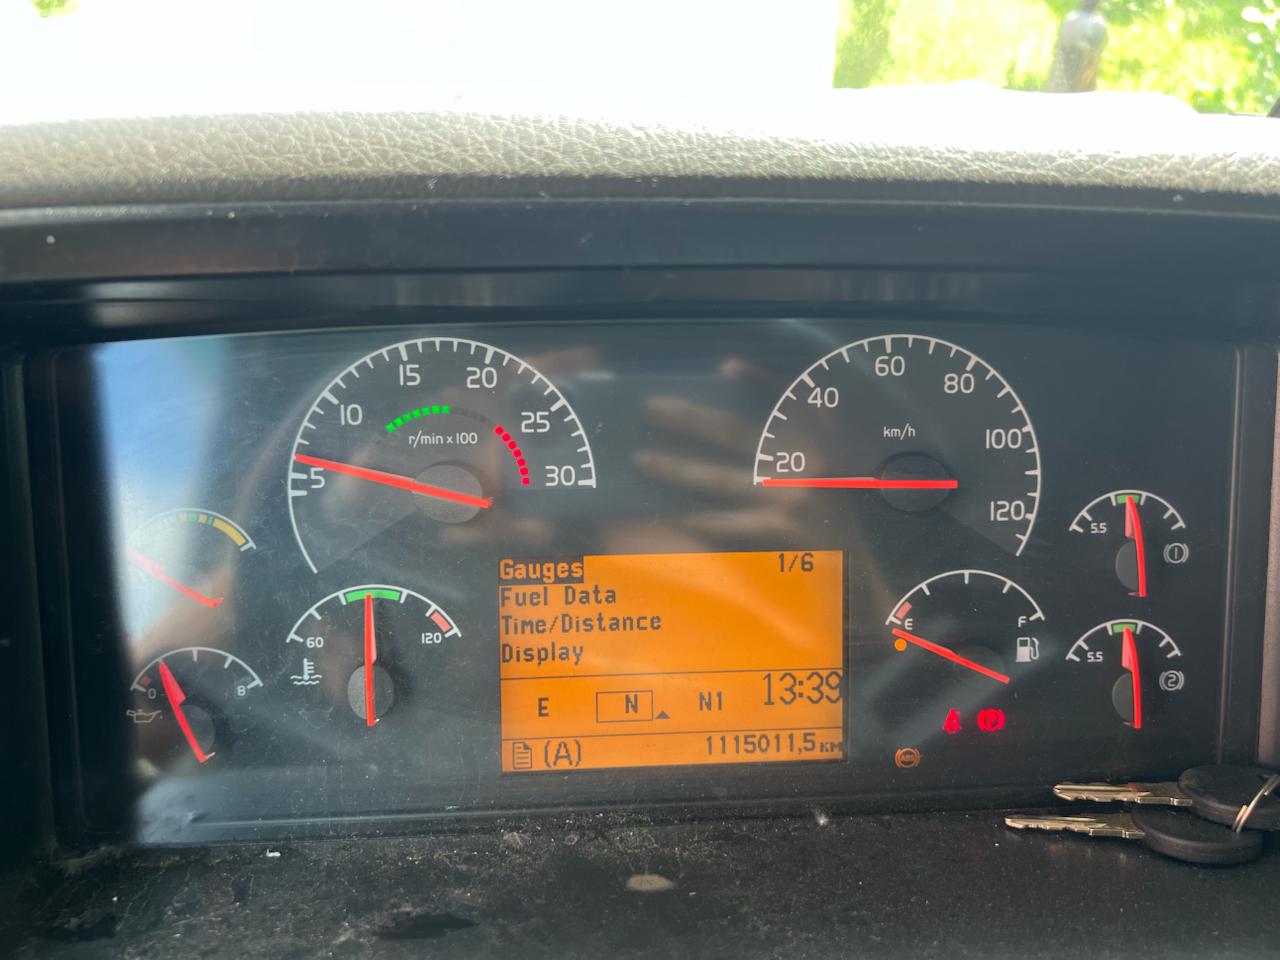 5 10 15 20 25 30
r/min x 100
20 40 60 80 100 120
km/h
60 120
0 8
Gauges 1/6
Fuel Data
Time/Distance
Display
E N N1 13:39
(A) 1115011,5 KM
E F
P
ABS
5.5
1
5.5
2